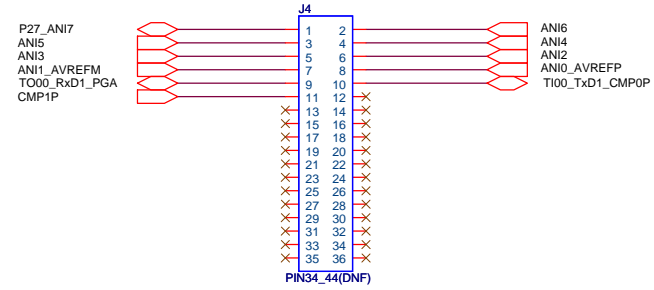 J4
P27_ANI7 1 2 ANI6
ANI5 3 4 ANI4
ANI3 5 6 ANI2
ANI1_AVREFM 7 8 ANI0_AVREFP
TO00_RxD1_PGA 9 10 TI00_TxD1_CMP0P
CMP1P 11 12
13 14
15 16
17 18
19 20
21 22
23 24
25 26
27 28
29 30
31 32
33 34
35 36
PIN34_44(DNF)